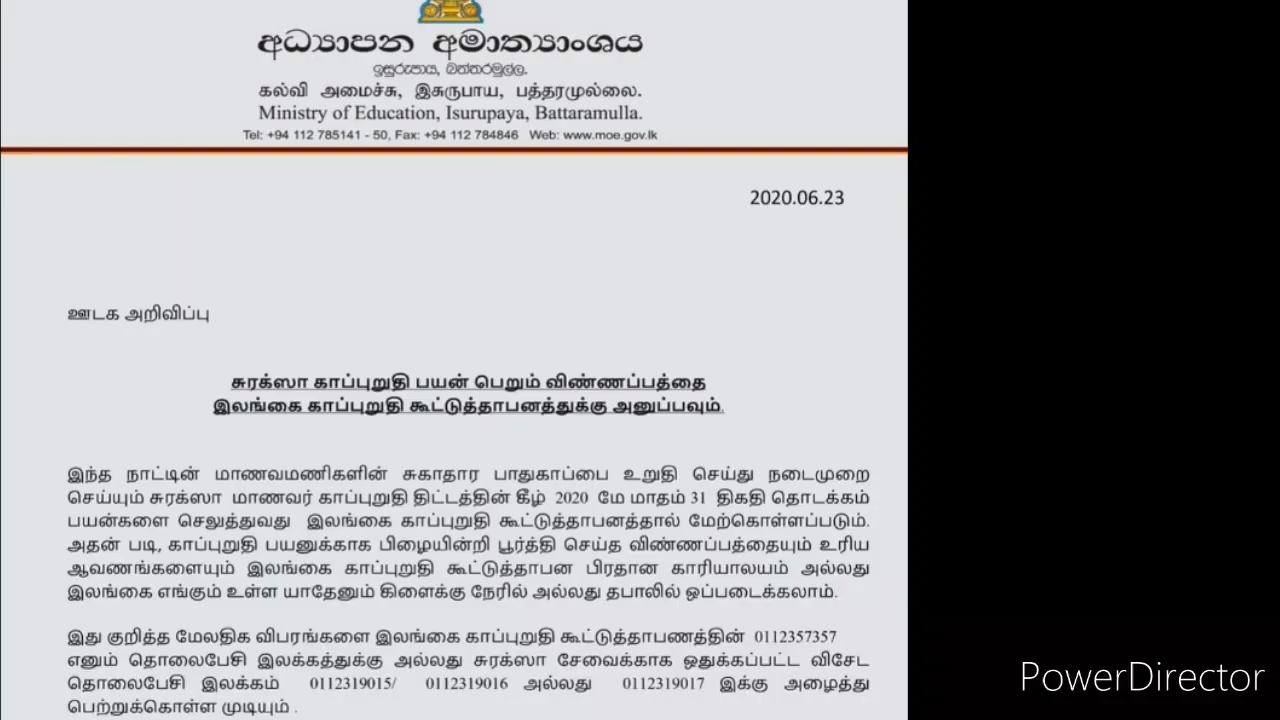 අධ්‍යාපන අමාත්‍යාංශය
ඉසුරුපාය, බත්තරමුල්ල.
கல்வி அமைச்சு, இசுருபாய, பத்தரமுல்லை.
Ministry of Education, Isurupaya, Battaramulla.
Tel: +94 112 785141 - 50, Fax: +94 112 784846 Web: www.moe.gov.lk
2020.06.23
ஊடக அறிவிப்பு
சுரக்ஸா காப்புறுதி பயன் பெறும் விண்ணப்பத்தை
இலங்கை காப்புறுதி கூட்டுத்தாபனத்துக்கு அனுப்பவும்.
இந்த நாட்டின் மாணவமணிகளின் சுகாதார பாதுகாப்பை உறுதி செய்து நடைமுறை
செய்யும் சுரக்ஸா மாணவர் காப்புறுதி திட்டத்தின் கீழ் 2020 மே மாதம் 31 திகதி தொடக்கம்
பயன்களை செலுத்துவது இலங்கை காப்புறுதி கூட்டுத்தாபனத்தால் மேற்கொள்ளப்படும்.
அதன் படி, காப்புறுதி பயனுக்காக பிழையின்றி பூர்த்தி செய்த விண்ணப்பத்தையும் உரிய
ஆவணங்களையும் இலங்கை காப்புறுதி கூட்டுத்தாபன பிரதான காரியாலயம் அல்லது
இலங்கை எங்கும் உள்ள யாதேனும் கிளைக்கு நேரில் அல்லது தபாலில் ஒப்படைக்கலாம்.
இது குறித்த மேலதிக விபரங்களை இலங்கை காப்புறுதி கூட்டுத்தாபணத்தின் 0112357357
எனும் தொலைபேசி இலக்கத்துக்கு அல்லது சுரக்ஸா சேவைக்காக ஒதுக்கப்பட்ட விசேட
தொலைபேசி இலக்கம் 0112319015/ 0112319016 அல்லது 0112319017 இக்கு அழைத்து
பெற்றுக்கொள்ள முடியும் .
PowerDirector